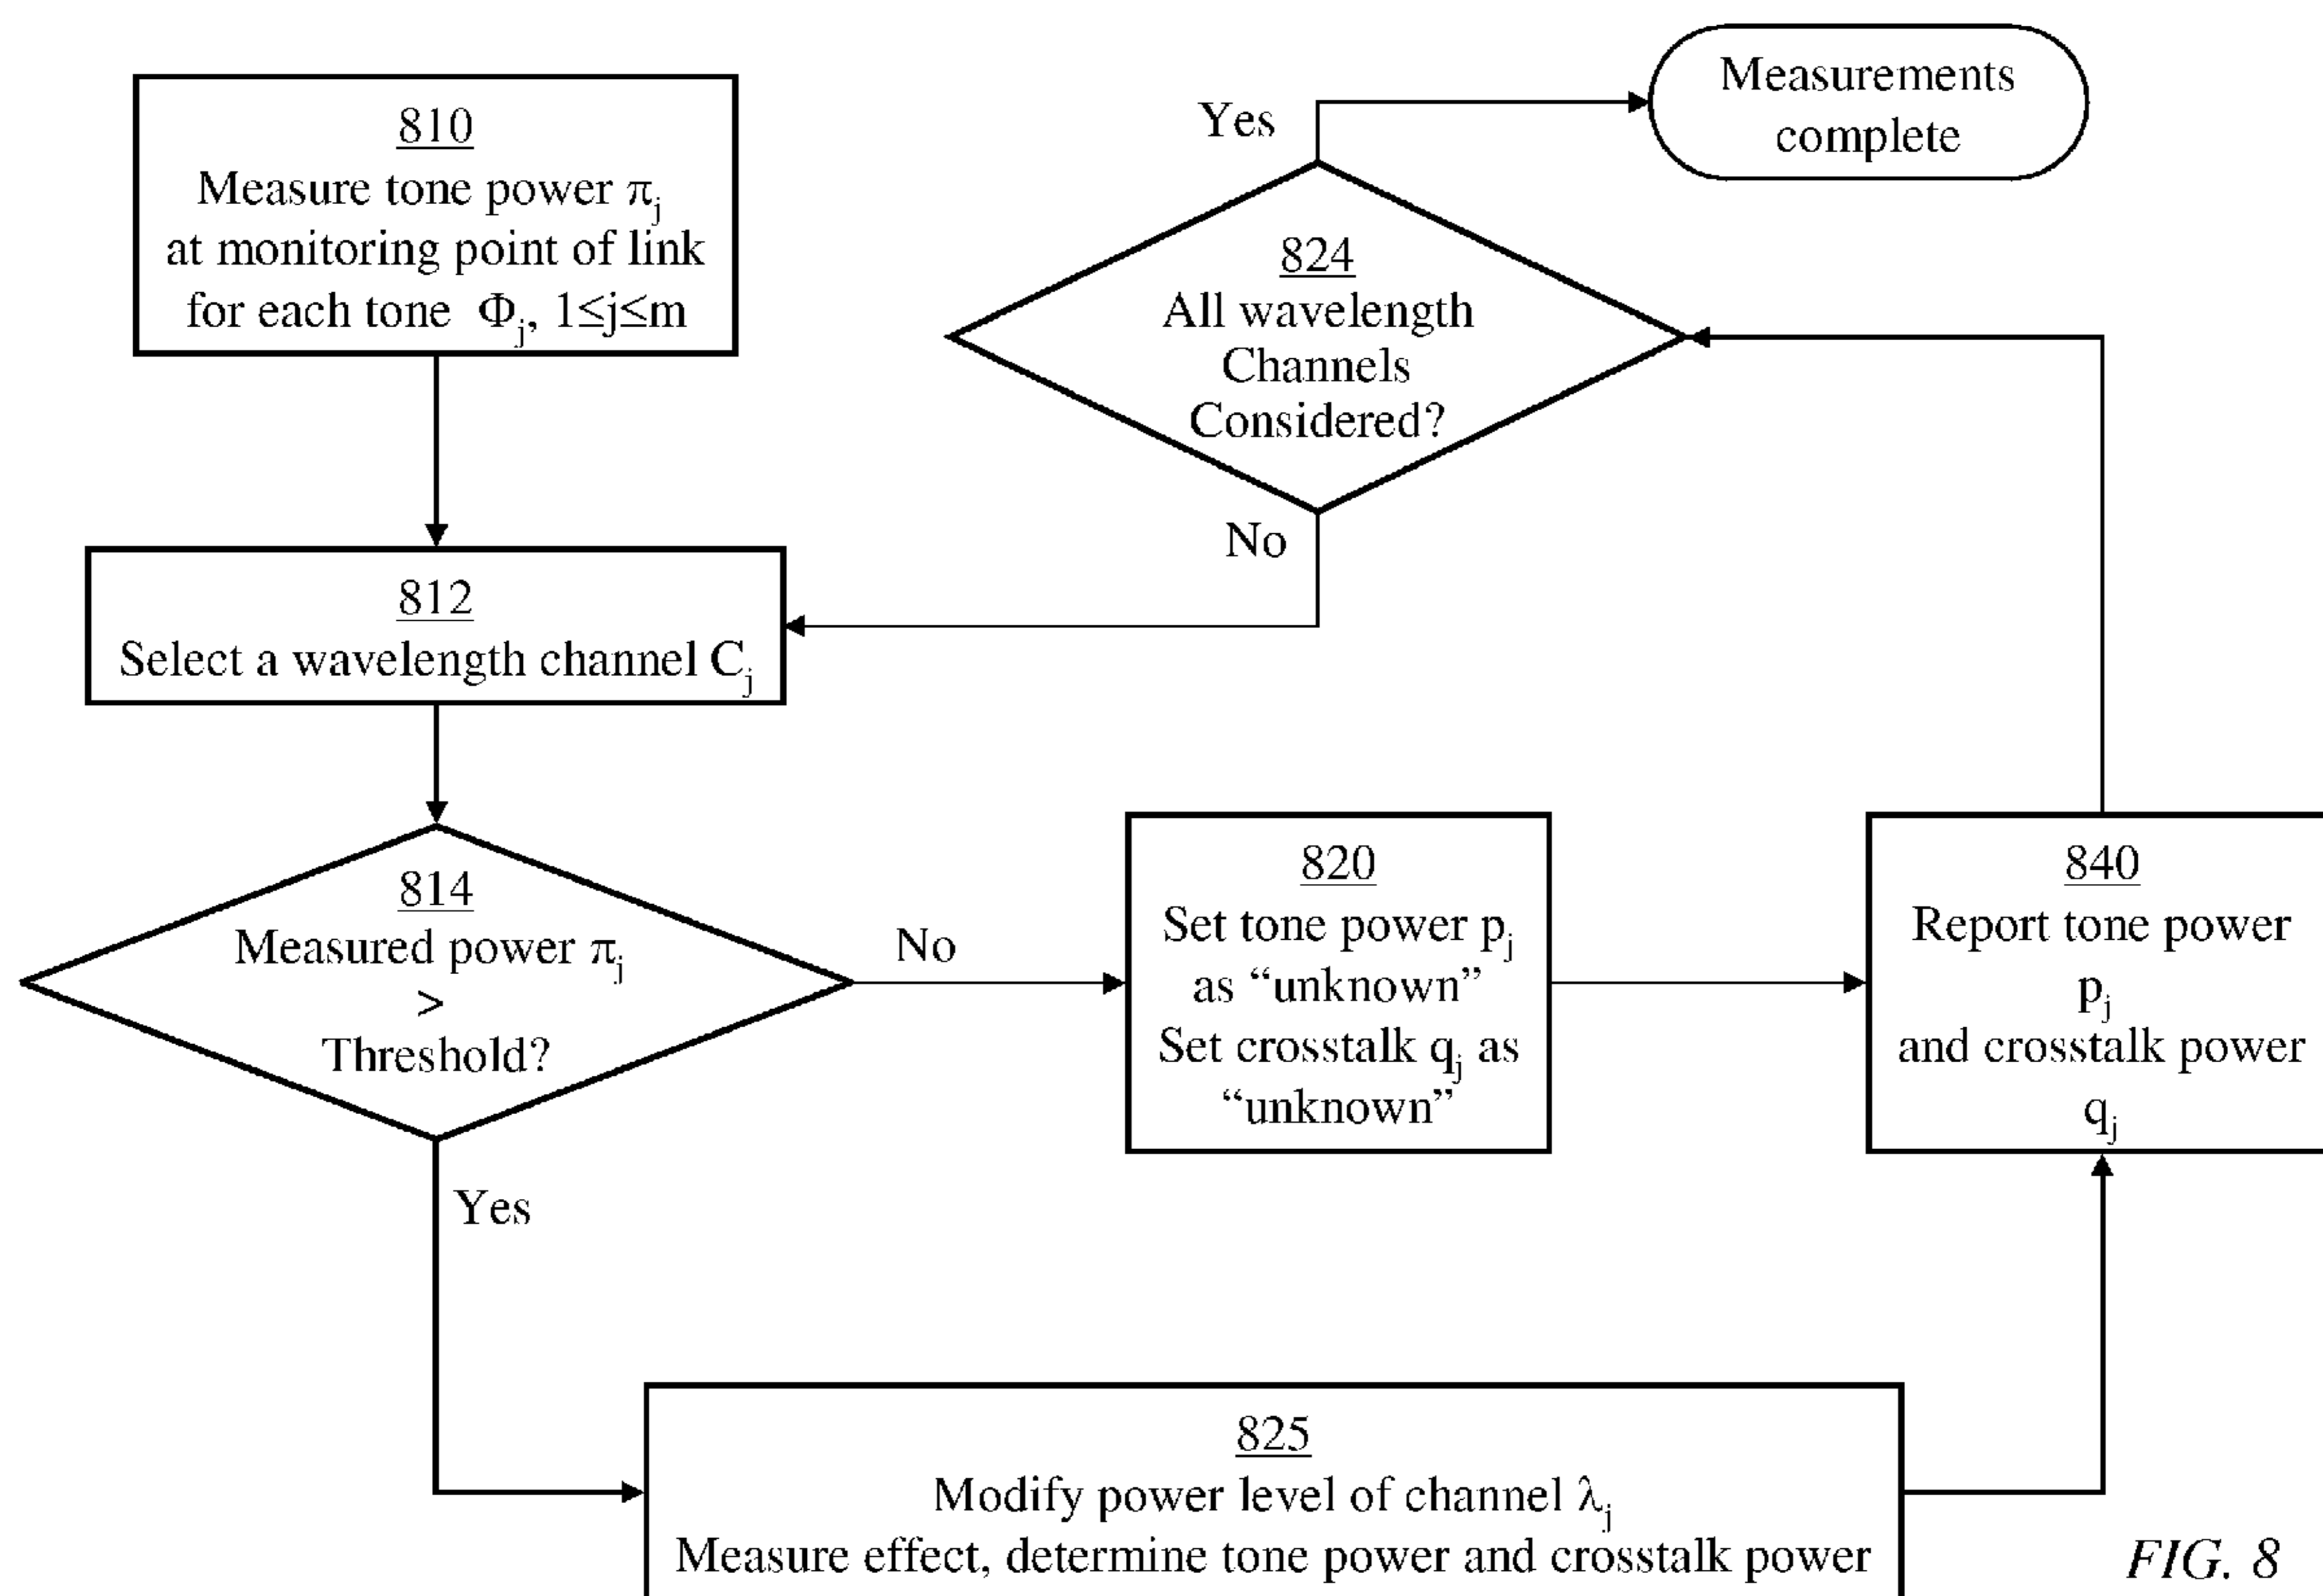 810
Measure tone power πj
at monitoring point of link
for each tone Φj, 1≤j≤m
812
Select a wavelength channel Cj
814
Measured power πj
>
Threshold?
Yes
No
820
Set tone power pj
as “unknown”
Set crosstalk qj as
“unknown”
825
Modify power level of channel λj
Measure effect, determine tone power and crosstalk power
840
Report tone power
pj
and crosstalk power
qj
824
All wavelength
Channels
Considered?
No
Yes
Measurements
complete
FIG. 8